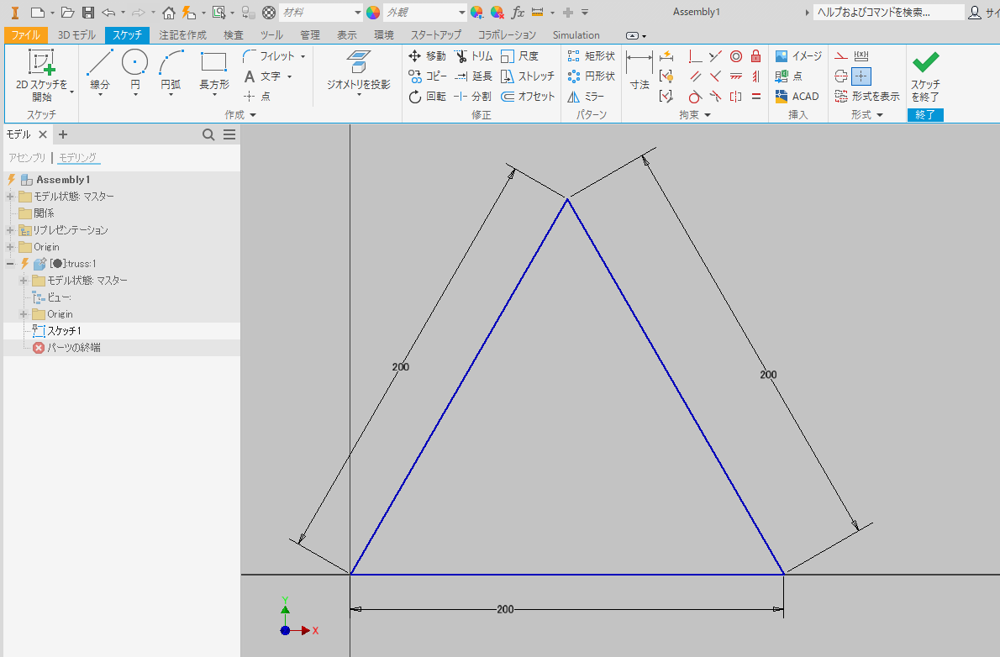 材料
外観
fx
Assembly1
ヘルプおよびコマンドを検索...
サイ
ファイル 3D モデル スケッチ 注記を作成 検査 ツール 管理 表示 環境 スタートアップ コラボレーション Simulation
2D スケッチを
開始
スケッチ
線分
円
円弧
長方形
フィレット
文字
点
ジオメトリを投影
作成
移動 トリム 尺度
コピー 延長 ストレッチ
回転 分割 オフセット
修正
矩形状
円形状
ミラー
パターン
寸法
拘束
イメージ
点
ACAD
挿入
形式を表示
形式
スケッチ
を終了
終了
モデル
アセンブリ モデリング
Assembly1
モデル状態: マスター
関係
リプレゼンテーション
Origin
[●]:truss:1
モデル状態: マスター
ビュー:
Origin
スケッチ1
パーツの終端
200
200
200
Y
X